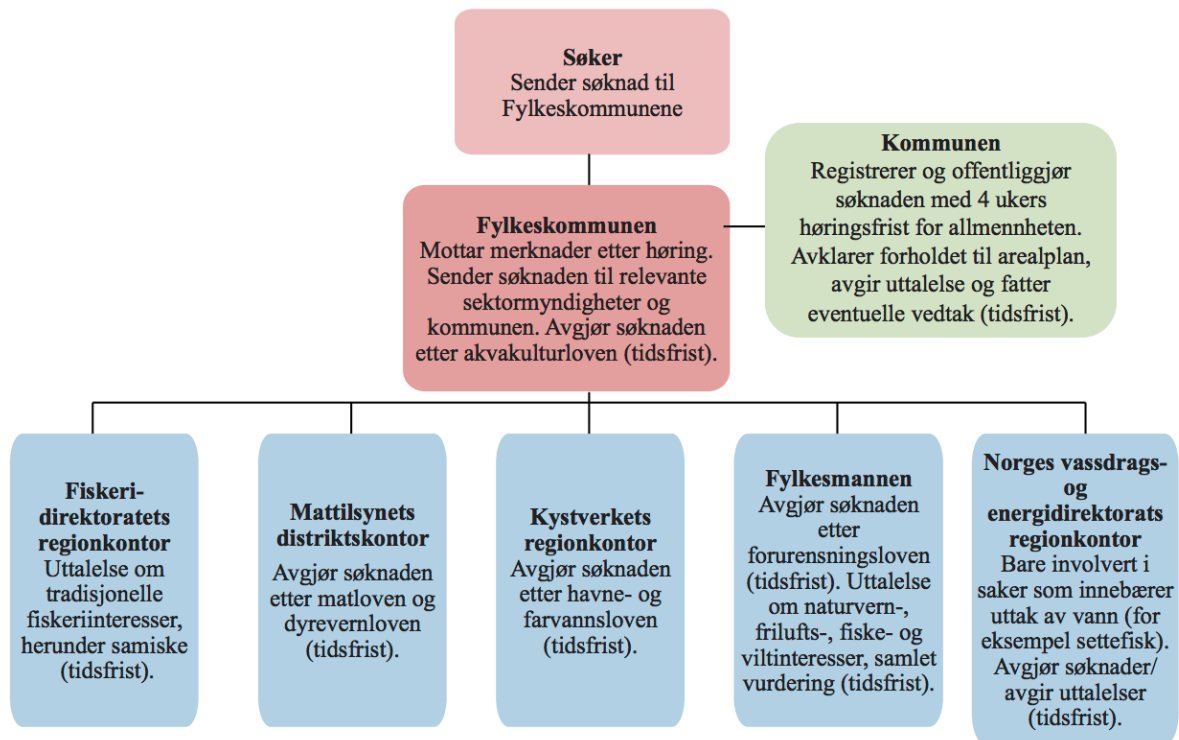 Søker
Sender søknad til
Fylkeskommunene
Kommunen
Registrerer og offentliggjør
søknaden med 4 ukers
høringsfrist for allmennheten.
Avklarer forholdet til arealplan,
avgir uttalelse og fatter
eventuelle vedtak (tidsfrist).
Fylkeskommunen
Mottar merknader etter høring.
Sender søknaden til relevante
sektormyndigheter og
kommunen. Avgjør søknaden
etter akvakulturloven (tidsfrist).
Fiskeri-
direktoratets
regionkontor
Uttalelse om
tradisjonelle
fiskeriinteresser,
herunder samiske
(tidsfrist).
Mattilsynets
distriktskontor
Avgjør søknaden
etter matloven og
dyrevernloven
(tidsfrist).
Kystverkets
regionkontor
Avgjør søknaden
etter havne- og
farvannsloven
(tidsfrist).
Fylkesmannen
Avgjør søknaden
etter
forurensningsloven
(tidsfrist). Uttalelse
om naturvern-,
frilufts-, fiske- og
viltinteresser, samlet
vurdering (tidsfrist).
Norges vassdrags-
og
energidirektorats
regionkontor
Bare involvert i
saker som innebærer
uttak av vann (for
eksempel settefisk).
Avgjør søknader/
avgir uttalelser
(tidsfrist).